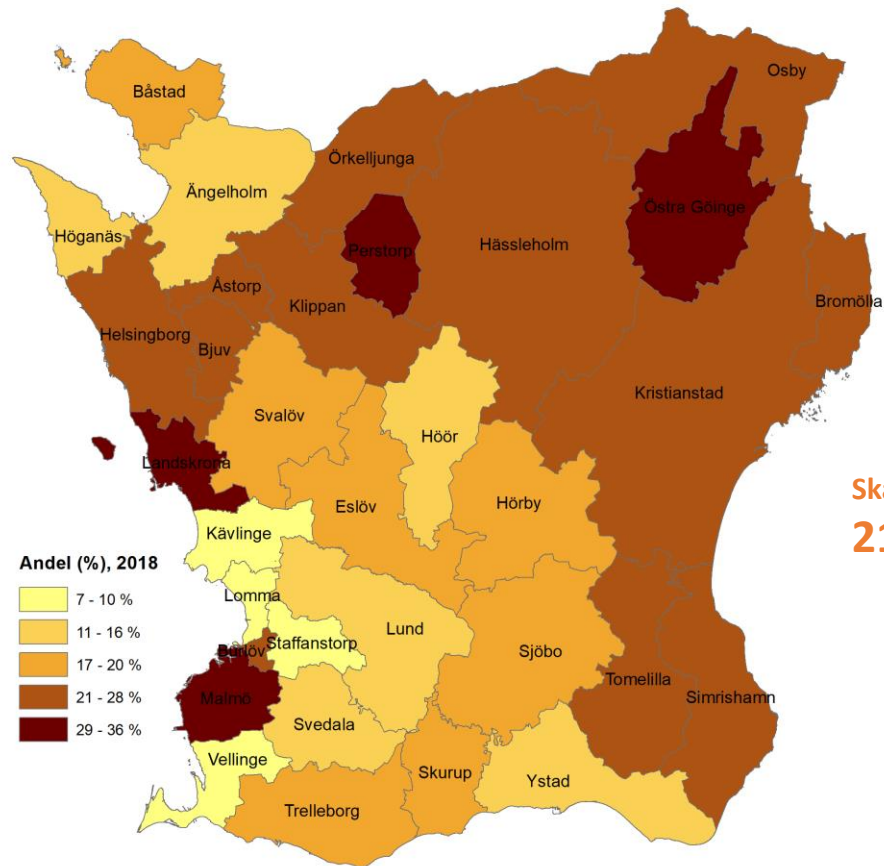 Osby
Båstad
Örkelljunga
Ängelholm
Östra Göinge
Höganäs
Perstorp
Hässleholm
Åstorp
Bromölla
Klippan
Helsingborg
Bjuv
Kristianstad
Svalöv
Höör
Landskrona
Ska
Eslöv
Hörby
21
Kävlinge
Andel (%), 2018
7 - 10 %
Lomma
11 - 16 %
Lund
Staffanstorp
17 - 20 %
Burlöv
Sjöbo
21 - 28 %
Tomelilla
Malmö
Simrishamn
29 - 36 %
Svedala
Vellinge
Skurup
Ystad
Trelleborg